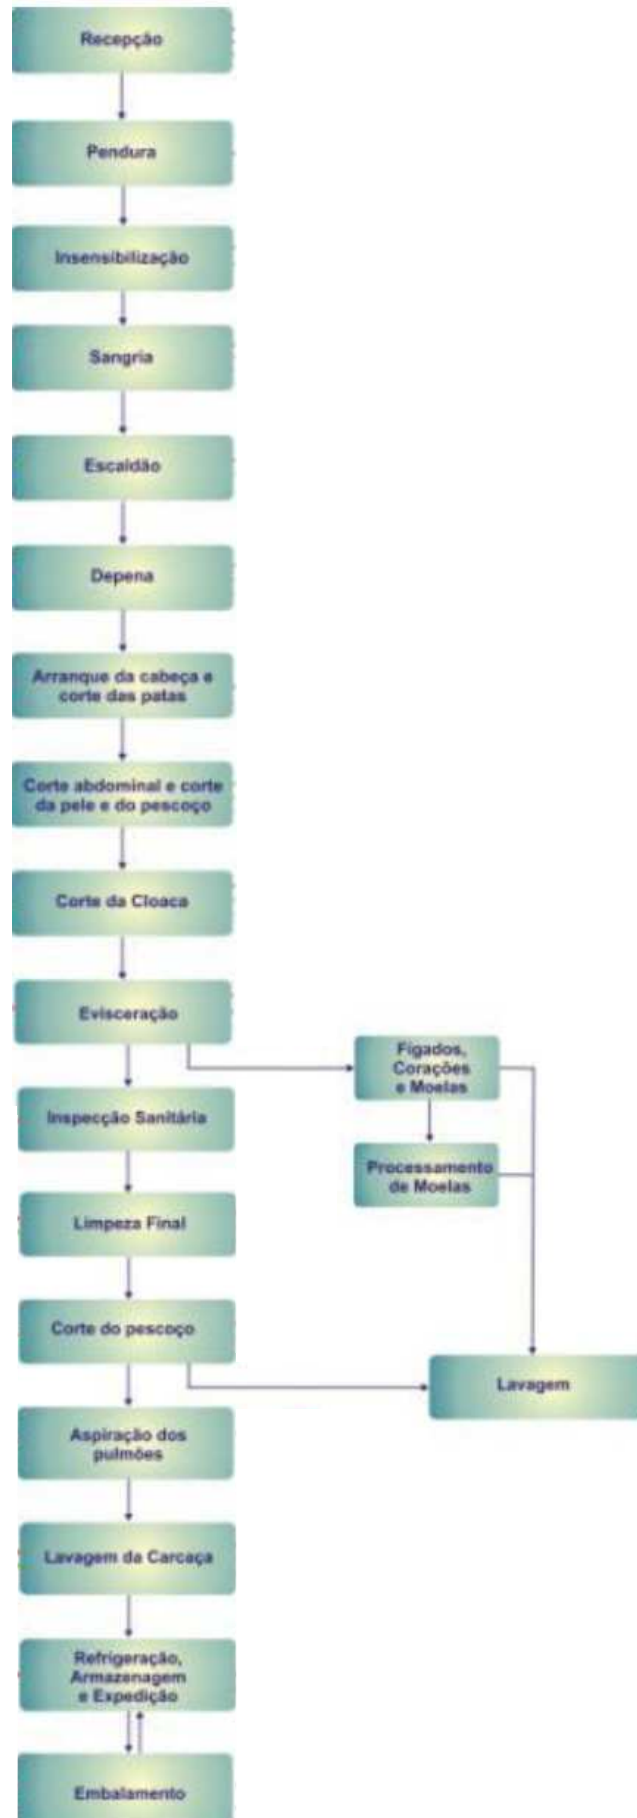 Recepção
Pendura
Insensibilização
Sangria
Escaldão
Depena
Arranque da cabeça e
corte das patas
Corte abdominal e corte
da pele e do pescoço
Corte da Cloaca
Evisceração
Fígados,
Corações
e Moelas
Inspecção Sanitária
Processamento
de Moelas
Limpeza Final
Corte do pescoço
Lavagem
Aspiração dos
pulmões
Lavagem da Carcaça
Refrigeração,
Armazenagem
e Expedição
Embalamento